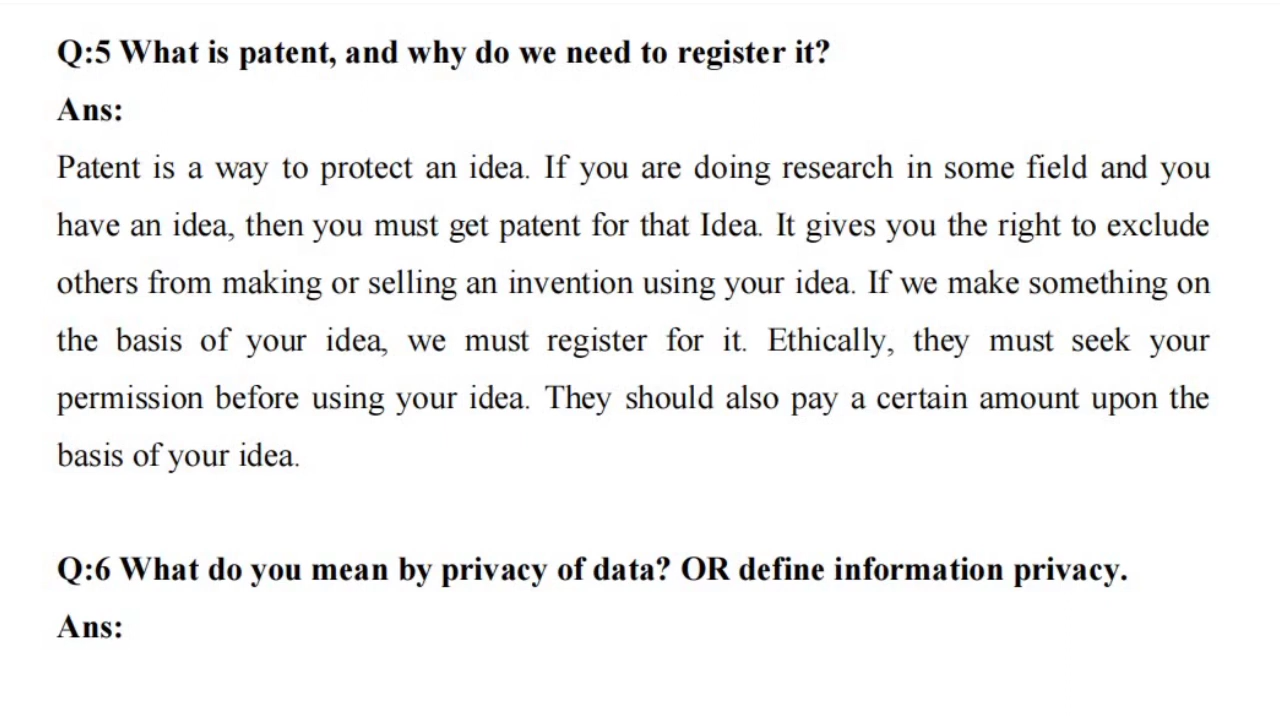 Q:5 What is patent, and why do we need to register it?
Ans:
Patent is a way to protect an idea. If you are doing research in some field and you
have an idea, then you must get patent for that Idea. It gives you the right to exclude
others from making or selling an invention using your idea. If we make something on
the basis of your idea, we must register for it. Ethically, they must seek your
permission before using your idea. They should also pay a certain amount upon the
basis of your idea.
Q:6 What do you mean by privacy of data? OR define information privacy.
Ans: